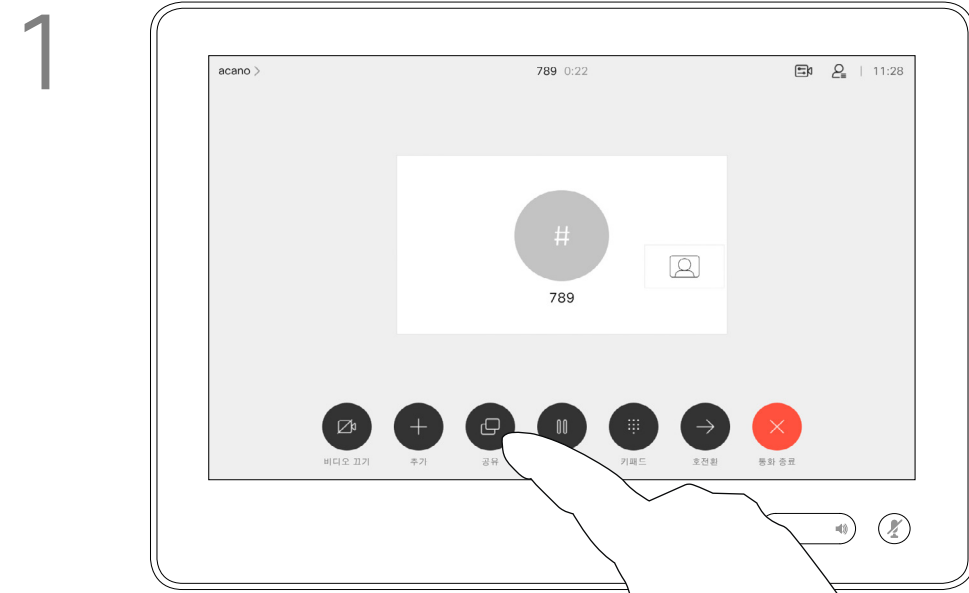 1
acano >
789 0:22
11:28
#
789
비디오 끄기
추가
공유
키패드
호전환
통화 종료